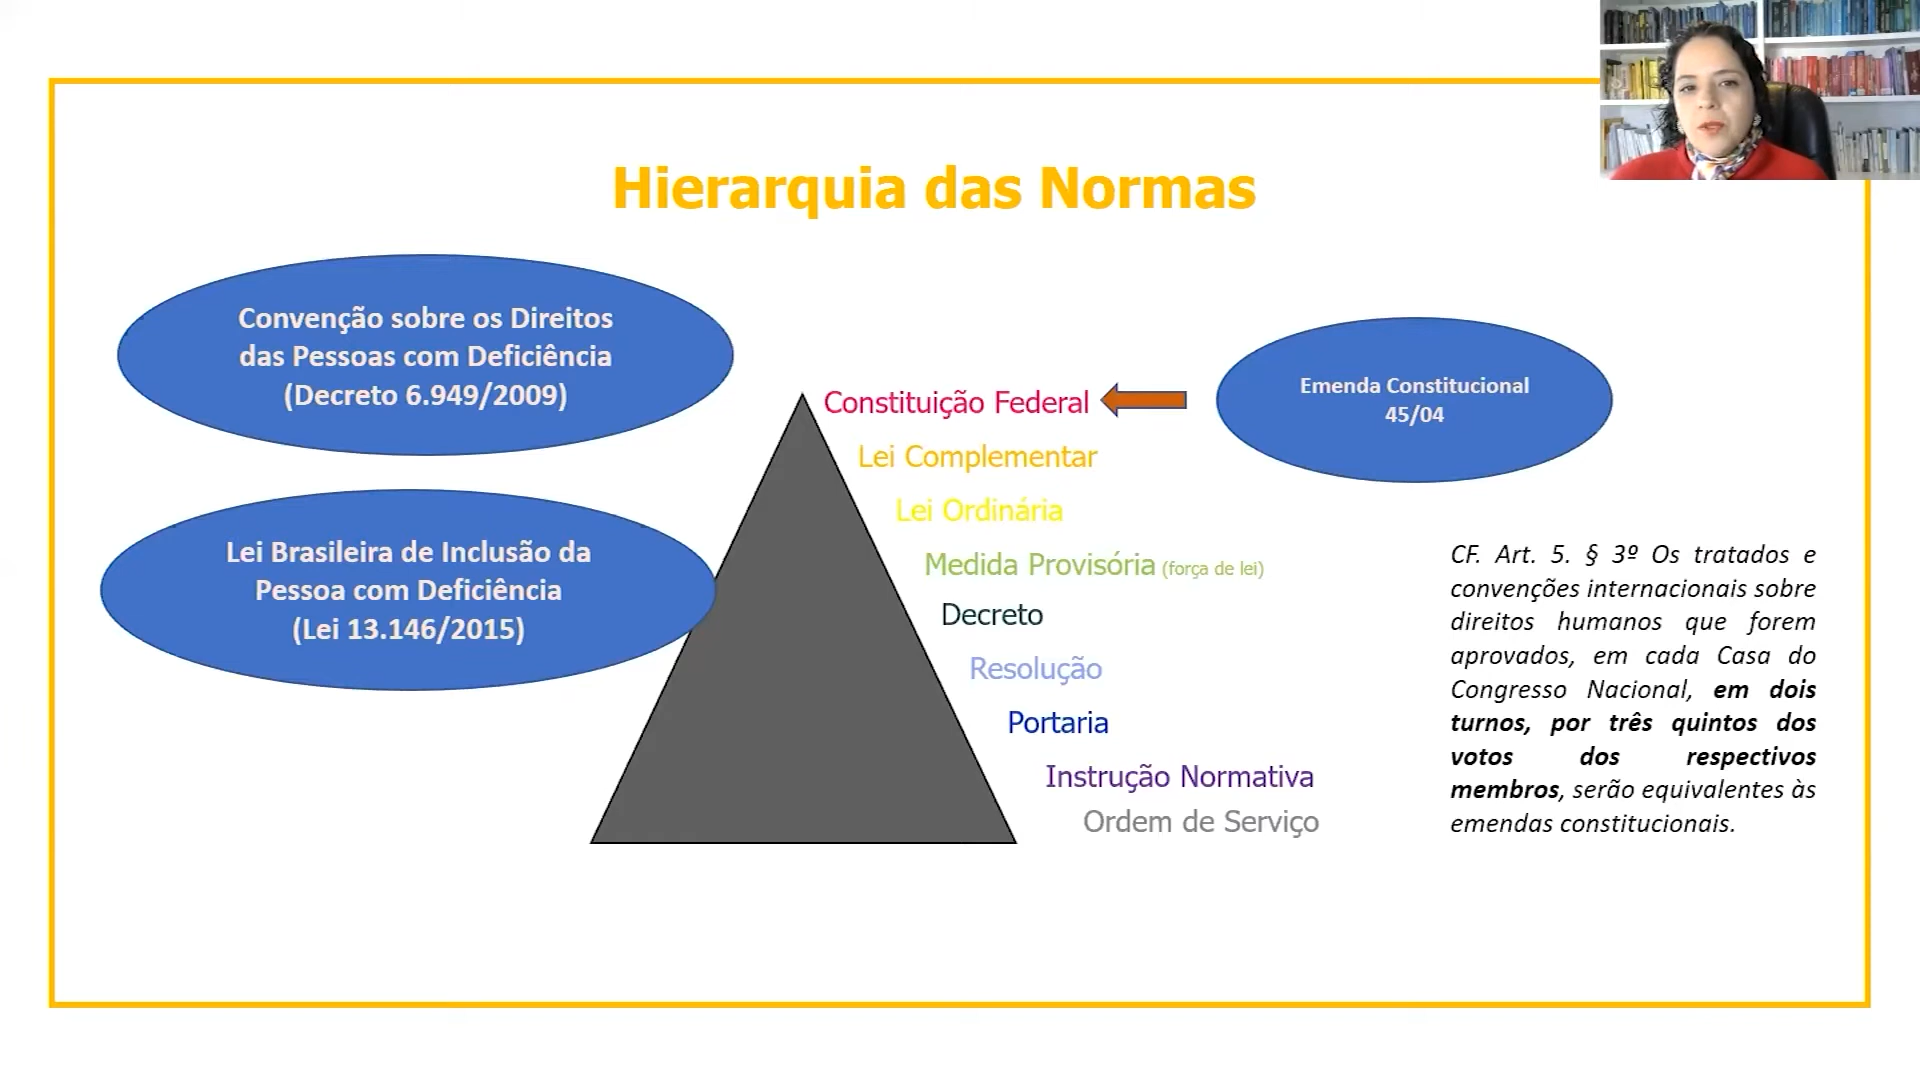 Hierarquia das Normas
Convenção sobre os Direitos
das Pessoas com Deficiência
(Decreto 6.949/2009)
Lei Brasileira de Inclusão da
Pessoa com Deficiência
(Lei 13.146/2015)
Constituição Federal
Lei Complementar
Lei Ordinária
Medida Provisória (força de lei)
Decreto
Resolução
Portaria
Instrução Normativa
Ordem de Serviço
Emenda Constitucional
45/04
CF. Art. 5. § 3º Os tratados e
convenções internacionais sobre
direitos humanos que forem
aprovados, em cada Casa do
Congresso Nacional, em dois
turnos, por três quintos dos
votos dos respectivos
membros, serão equivalentes às
emendas constitucionais.